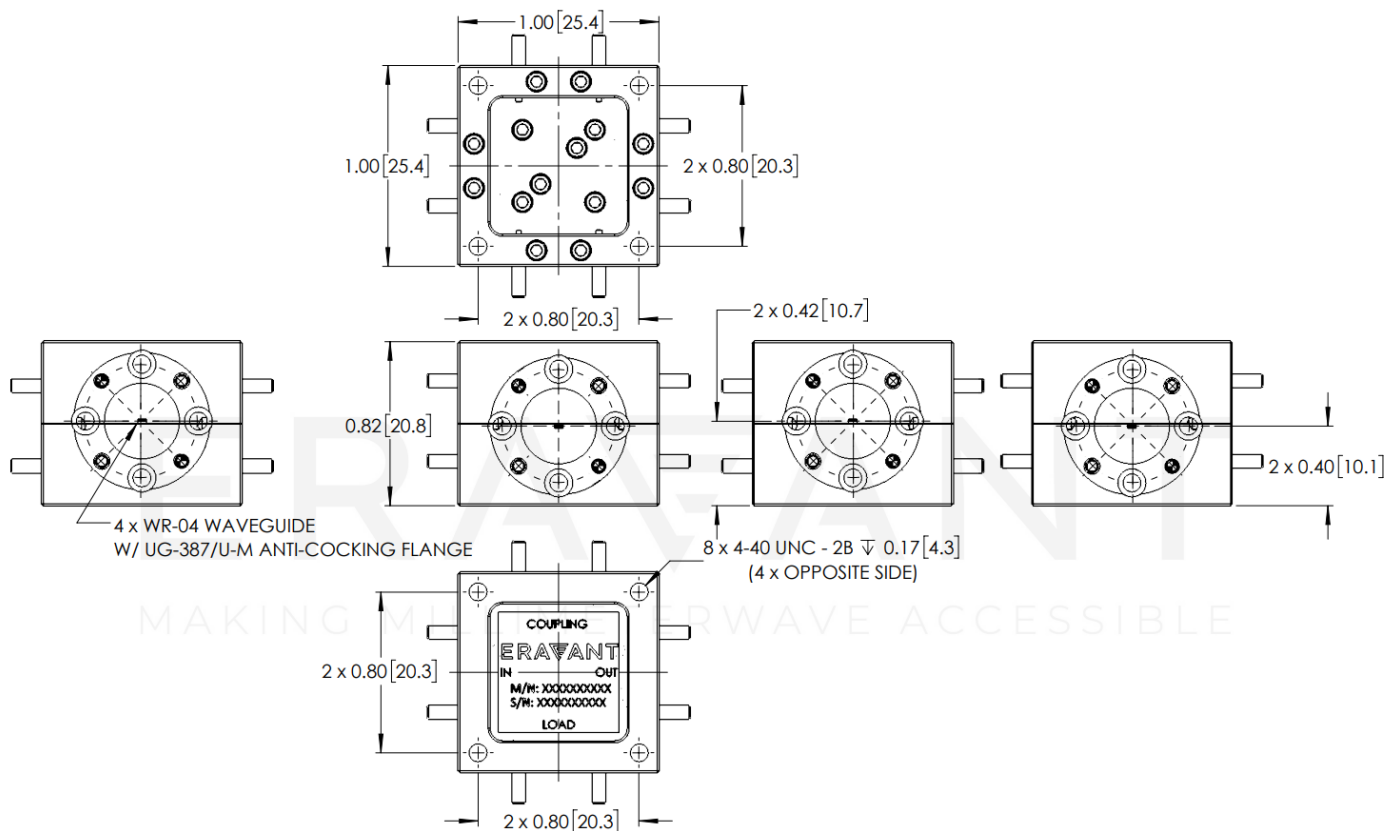 1.00[25.4]
1.00[25.4]
2 x 0.80[20.3]
2 x 0.80[20.3]
2 x 0.42[10.7]
0.82[20.8]
2 x 0.40[10.1]
4 x WR-04 WAVEGUIDE
W/ UG-387/U-M ANTI-COCKING FLANGE
8 x 4-40 UNC - 2B ↧ 0.17[4.3]
(4 x OPPOSITE SIDE)
ERAVANT
MAKING MILLIMETERWAVE ACCESSIBLE
2 x 0.80[20.3]
COUPLING
ERAVANT
IN OUT
M/N: XXXXXXXXXX
S/N: XXXXXXXXXX
LOAD
2 x 0.80[20.3]